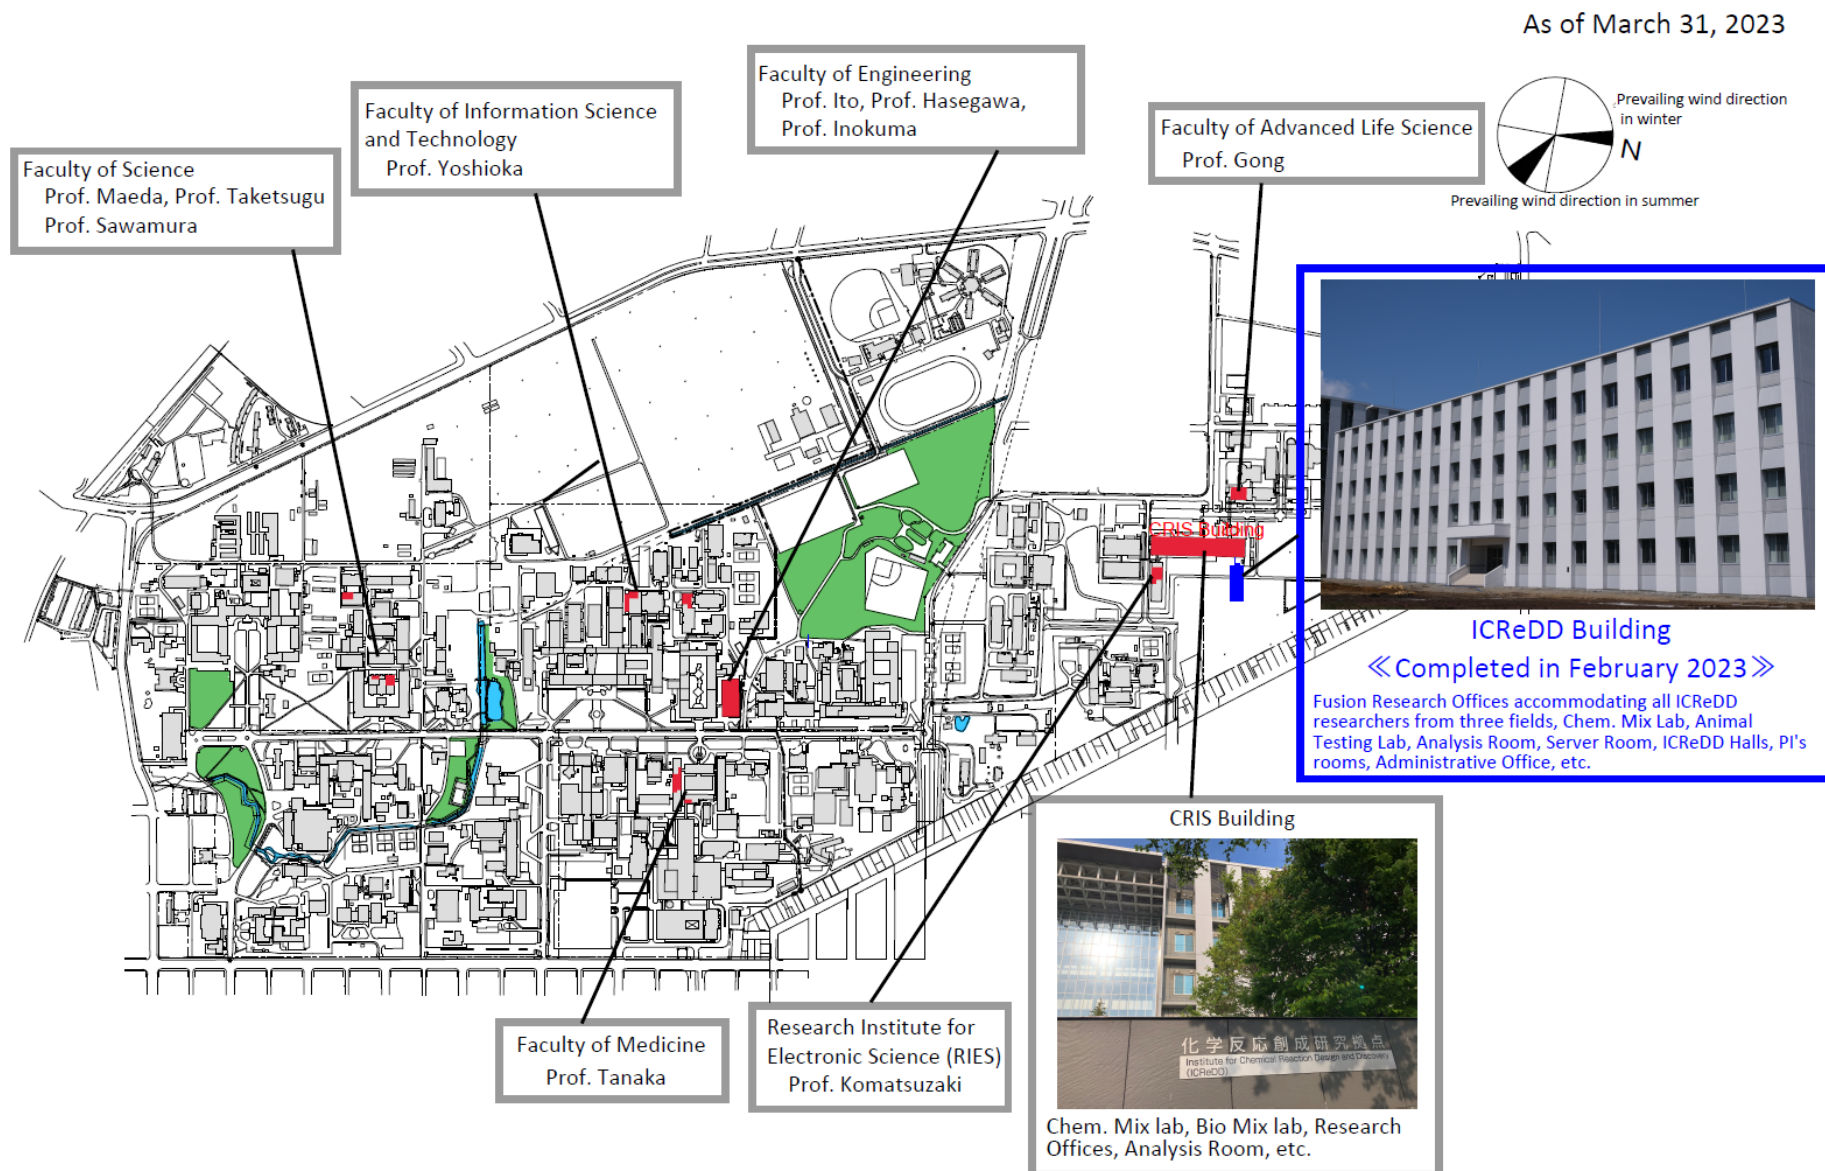 As of March 31, 2023
Prevailing wind direction
in winter
N
Prevailing wind direction in summer
Faculty of Engineering
Prof. Ito, Prof. Hasegawa,
Prof. Inokuma
Faculty of Information Science
and Technology
Prof. Yoshioka
Faculty of Advanced Life Science
Prof. Gong
Faculty of Science
Prof. Maeda, Prof. Taketsugu
Prof. Sawamura
CRIS Building
ICReDD Building
≪Completed in February 2023≫
Fusion Research Offices accommodating all ICReDD
researchers from three fields, Chem. Mix Lab, Animal
Testing Lab, Analysis Room, Server Room, ICReDD Halls, PI's
rooms, Administrative Office, etc.
CRIS Building
化学反応創成研究拠点
Institute for Chemical Reaction Design and Discovery
(ICReDD)
Chem. Mix lab, Bio Mix lab, Research
Offices, Analysis Room, etc.
Faculty of Medicine
Prof. Tanaka
Research Institute for
Electronic Science (RIES)
Prof. Komatsuzaki